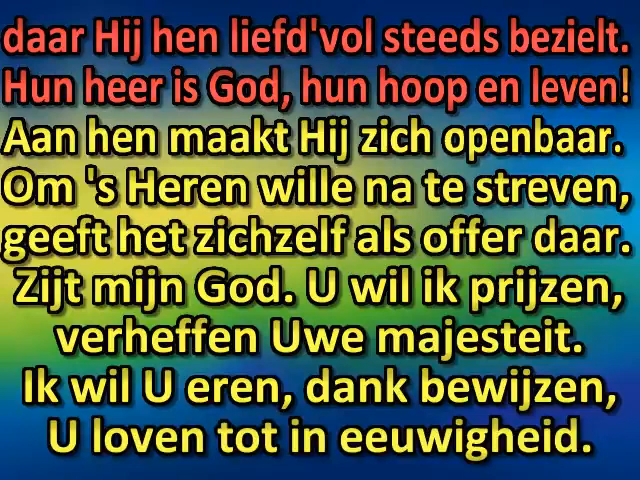 daar Hij hen liefd'vol steeds bezielt.
Hun heer is God, hun hoop en leven!
Aan hen maakt Hij zich openbaar.
Om 's Heren wille na te streven,
geeft het zichzelf als offer daar.
Zijt mijn God. U wil ik prijzen,
verheffen Uwe majesteit.
Ik wil U eren, dank bewijzen,
U loven tot in eeuwigheid.